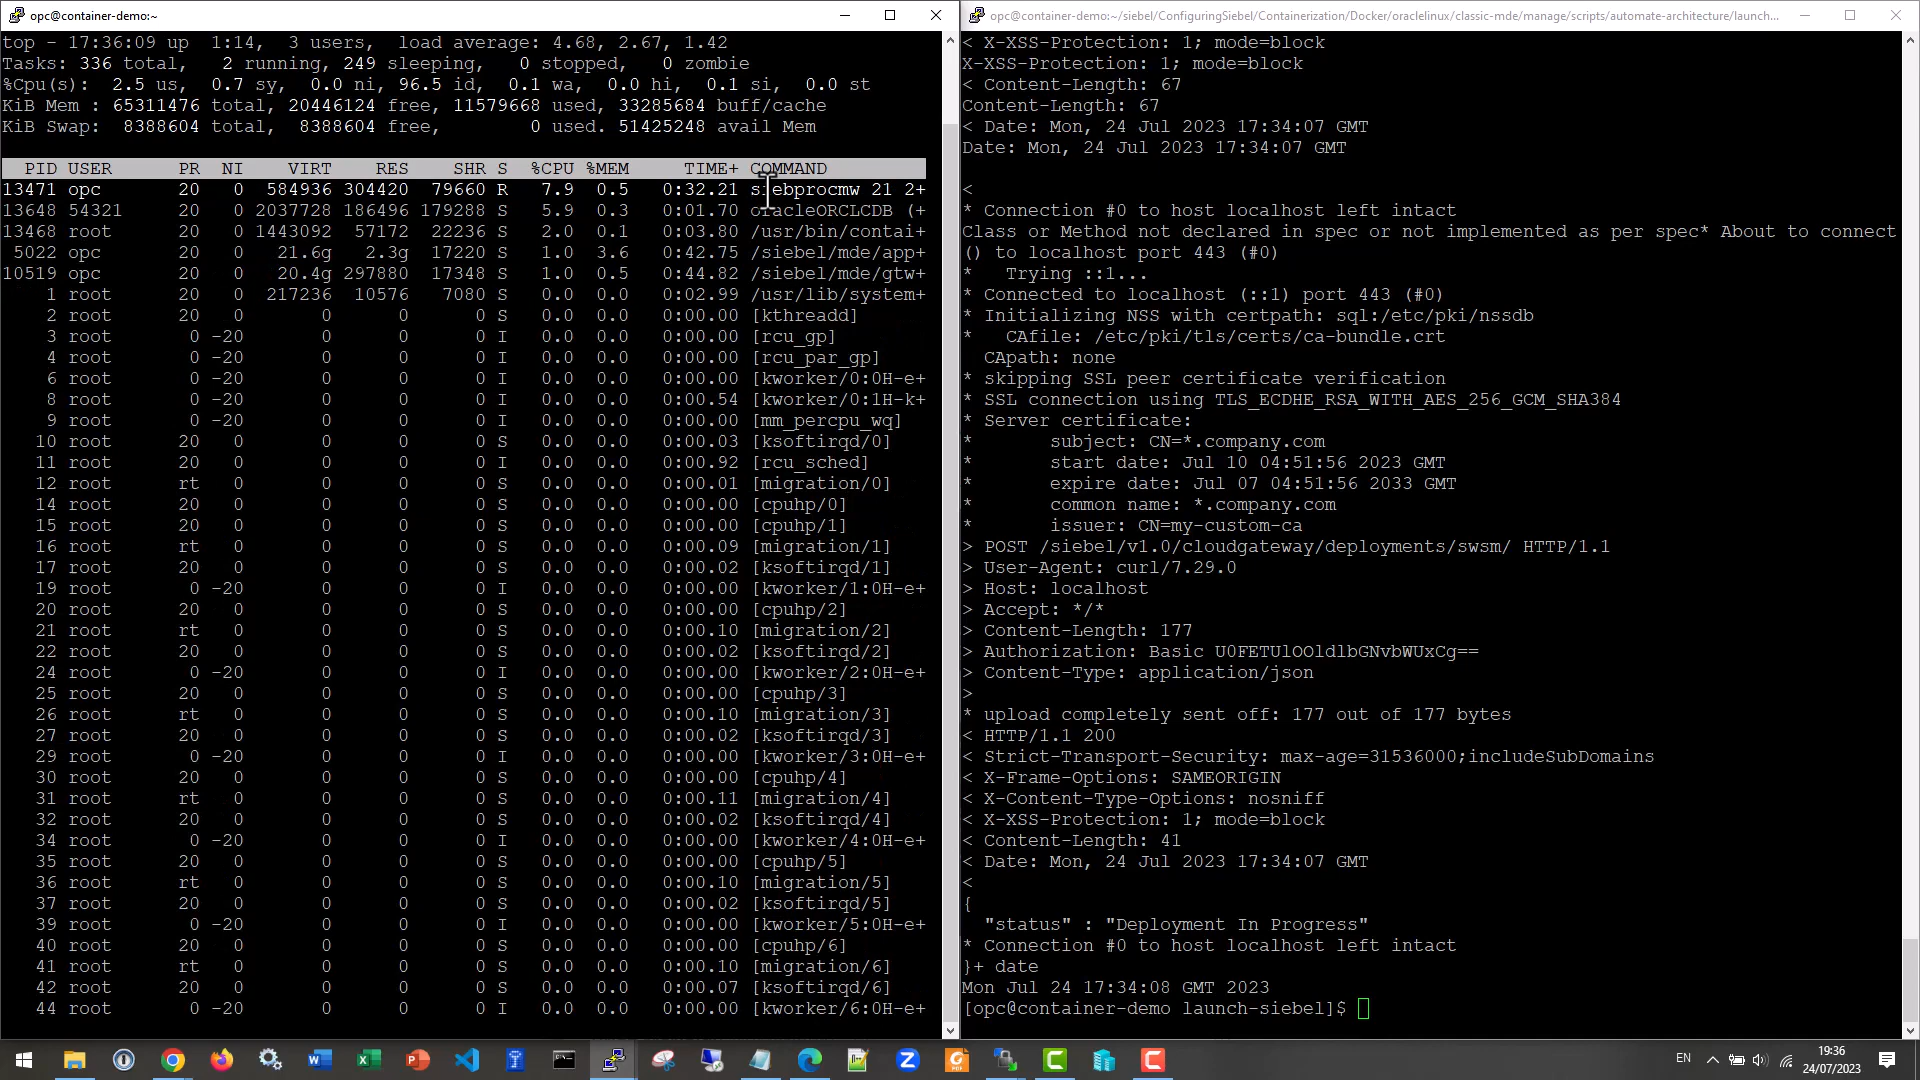 opc@container-demo:~
top - 17:36:09 up  1:14,  3 users,  load average: 4.68, 2.67, 1.42
Tasks: 336 total,   2 running, 249 sleeping,   0 stopped,   0 zombie
%Cpu(s):  2.5 us,  0.7 sy,  0.0 ni, 96.5 id,  0.1 wa,  0.0 hi,  0.1 si,  0.0 st
KiB Mem : 65311476 total, 20446124 free, 11579668 used, 33285684 buff/cache
KiB Swap:  8388604 total,  8388604 free,        0 used. 51425248 avail Mem
PID USER      PR  NI    VIRT    RES    SHR S  %CPU %MEM     TIME+ COMMAND
13471 opc       20   0  584936 304420  79660 R   7.9  0.5   0:32.21 siebprocmw 21 2+
13648 54321     20   0 2037728 186496 179288 S   5.9  0.3   0:01.70 oracleORCLCDB (+
13468 root      20   0 1443092  57172  22236 S   2.0  0.1   0:03.80 /usr/bin/contai+
5022 opc       20   0   21.6g   2.3g  17220 S   1.0  3.6   0:42.75 /siebel/mde/app+
10519 opc       20   0   20.4g 297880  17348 S   1.0  0.5   0:44.82 /siebel/mde/gtw+
1 root      20   0  217236  10576   7080 S   0.0  0.0   0:02.99 /usr/lib/system+
2 root      20   0       0      0      0 S   0.0  0.0   0:00.00 [kthreadd]
3 root       0 -20       0      0      0 I   0.0  0.0   0:00.00 [rcu_gp]
4 root       0 -20       0      0      0 I   0.0  0.0   0:00.00 [rcu_par_gp]
6 root       0 -20       0      0      0 I   0.0  0.0   0:00.00 [kworker/0:0H-e+
8 root       0 -20       0      0      0 I   0.0  0.0   0:00.54 [kworker/0:1H-k+
9 root       0 -20       0      0      0 I   0.0  0.0   0:00.00 [mm_percpu_wq]
10 root      20   0       0      0      0 S   0.0  0.0   0:00.03 [ksoftirqd/0]
11 root      20   0       0      0      0 I   0.0  0.0   0:00.92 [rcu_sched]
12 root      rt   0       0      0      0 S   0.0  0.0   0:00.01 [migration/0]
14 root      20   0       0      0      0 S   0.0  0.0   0:00.00 [cpuhp/0]
15 root      20   0       0      0      0 S   0.0  0.0   0:00.00 [cpuhp/1]
16 root      rt   0       0      0      0 S   0.0  0.0   0:00.09 [migration/1]
17 root      20   0       0      0      0 S   0.0  0.0   0:00.02 [ksoftirqd/1]
19 root       0 -20       0      0      0 I   0.0  0.0   0:00.00 [kworker/1:0H-e+
20 root      20   0       0      0      0 S   0.0  0.0   0:00.00 [cpuhp/2]
21 root      rt   0       0      0      0 S   0.0  0.0   0:00.10 [migration/2]
22 root      20   0       0      0      0 S   0.0  0.0   0:00.02 [ksoftirqd/2]
24 root       0 -20       0      0      0 I   0.0  0.0   0:00.00 [kworker/2:0H-e+
25 root      20   0       0      0      0 S   0.0  0.0   0:00.00 [cpuhp/3]
26 root      rt   0       0      0      0 S   0.0  0.0   0:00.10 [migration/3]
27 root      20   0       0      0      0 S   0.0  0.0   0:00.02 [ksoftirqd/3]
29 root       0 -20       0      0      0 I   0.0  0.0   0:00.00 [kworker/3:0H-e+
30 root      20   0       0      0      0 S   0.0  0.0   0:00.00 [cpuhp/4]
31 root      rt   0       0      0      0 S   0.0  0.0   0:00.11 [migration/4]
32 root      20   0       0      0      0 S   0.0  0.0   0:00.02 [ksoftirqd/4]
34 root       0 -20       0      0      0 I   0.0  0.0   0:00.00 [kworker/4:0H-e+
35 root      20   0       0      0      0 S   0.0  0.0   0:00.00 [cpuhp/5]
36 root      rt   0       0      0      0 S   0.0  0.0   0:00.10 [migration/5]
37 root      20   0       0      0      0 S   0.0  0.0   0:00.02 [ksoftirqd/5]
39 root       0 -20       0      0      0 I   0.0  0.0   0:00.00 [kworker/5:0H-e+
40 root      20   0       0      0      0 S   0.0  0.0   0:00.00 [cpuhp/6]
41 root      rt   0       0      0      0 S   0.0  0.0   0:00.10 [migration/6]
42 root      20   0       0      0      0 S   0.0  0.0   0:00.07 [ksoftirqd/6]
44 root       0 -20       0      0      0 I   0.0  0.0   0:00.00 [kworker/6:0H-e+
opc@container-demo:~/siebel/ConfiguringSiebel/Containerization/Docker/oraclelinux/classic-mde/manage/scripts/automate-architecture/launch...
< X-XSS-Protection: 1; mode=block
X-XSS-Protection: 1; mode=block
< Content-Length: 67
Content-Length: 67
< Date: Mon, 24 Jul 2023 17:34:07 GMT
Date: Mon, 24 Jul 2023 17:34:07 GMT
<
* Connection #0 to host localhost left intact
Class or Method not declared in spec or not implemented as per spec* About to connect
() to localhost port 443 (#0)
*   Trying ::1...
* Connected to localhost (::1) port 443 (#0)
* Initializing NSS with certpath: sql:/etc/pki/nssdb
*   CAfile: /etc/pki/tls/certs/ca-bundle.crt
  CApath: none
* skipping SSL peer certificate verification
* SSL connection using TLS_ECDHE_RSA_WITH_AES_256_GCM_SHA384
* Server certificate:
*       subject: CN=*.company.com
*       start date: Jul 10 04:51:56 2023 GMT
*       expire date: Jul 07 04:51:56 2033 GMT
*       common name: *.company.com
*       issuer: CN=my-custom-ca
> POST /siebel/v1.0/cloudgateway/deployments/swsm/ HTTP/1.1
> User-Agent: curl/7.29.0
> Host: localhost
> Accept: */*
> Content-Length: 177
> Authorization: Basic U0FETUlOOldlbGNvbWUxCg==
> Content-Type: application/json
>
* upload completely sent off: 177 out of 177 bytes
< HTTP/1.1 200
< Strict-Transport-Security: max-age=31536000;includeSubDomains
< X-Frame-Options: SAMEORIGIN
< X-Content-Type-Options: nosniff
< X-XSS-Protection: 1; mode=block
< Content-Length: 41
< Date: Mon, 24 Jul 2023 17:34:07 GMT
<
{
  "status" : "Deployment In Progress"
* Connection #0 to host localhost left intact
}+ date
Mon Jul 24 17:34:08 GMT 2023
[opc@container-demo launch-siebel]$
EN
19:36
24/07/2023